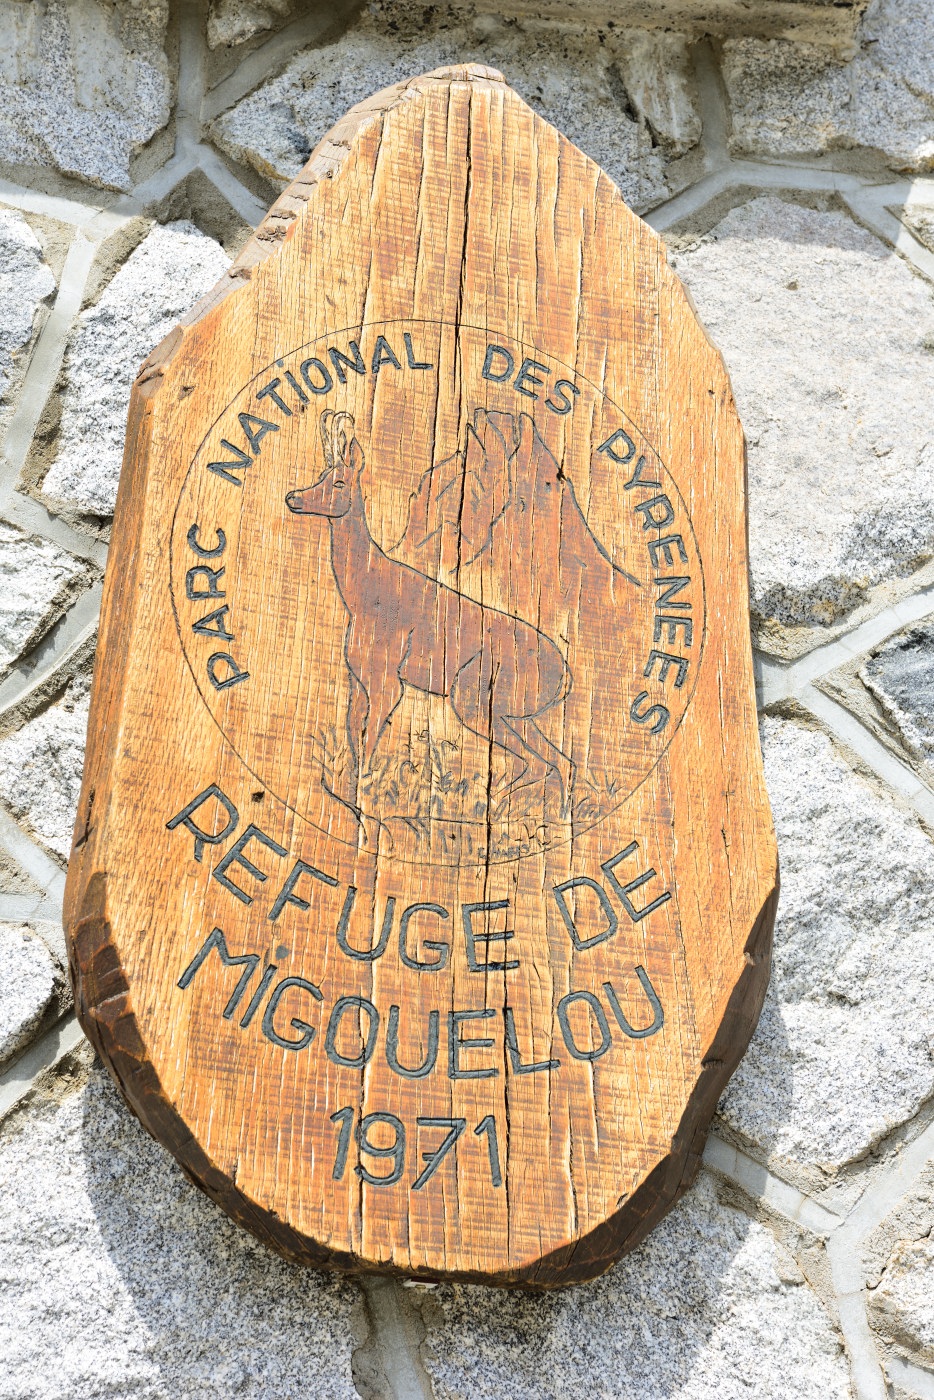 PARC NATIONAL DES PYRENEES
REFUGE DE
MIGOUELOU
1971